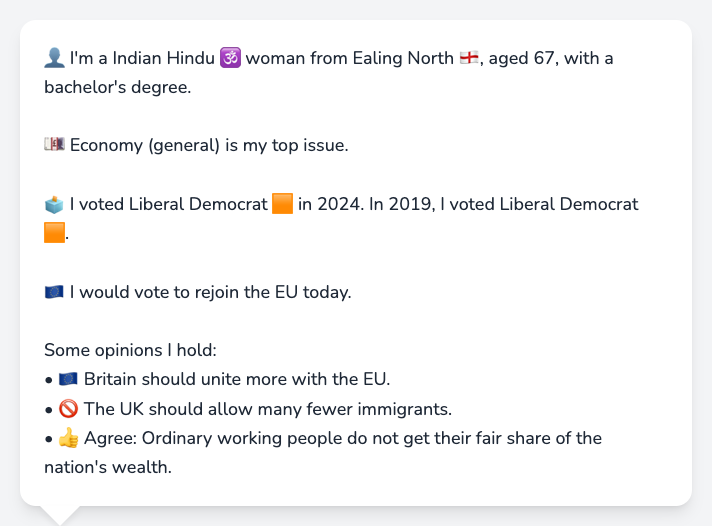 👤 I'm a Indian Hindu 🕉️ woman from Ealing North 🏴󠁧󠁢󠁥󠁮󠁧󠁿, aged 67, with a
bachelor's degree.
💷 Economy (general) is my top issue.
🗳️ I voted Liberal Democrat 🟧 in 2024. In 2019, I voted Liberal Democrat
🟧.
🇪🇺 I would vote to rejoin the EU today.
Some opinions I hold:
• 🇪🇺 Britain should unite more with the EU.
• 🚫 The UK should allow many fewer immigrants.
• 👍 Agree: Ordinary working people do not get their fair share of the
nation's wealth.